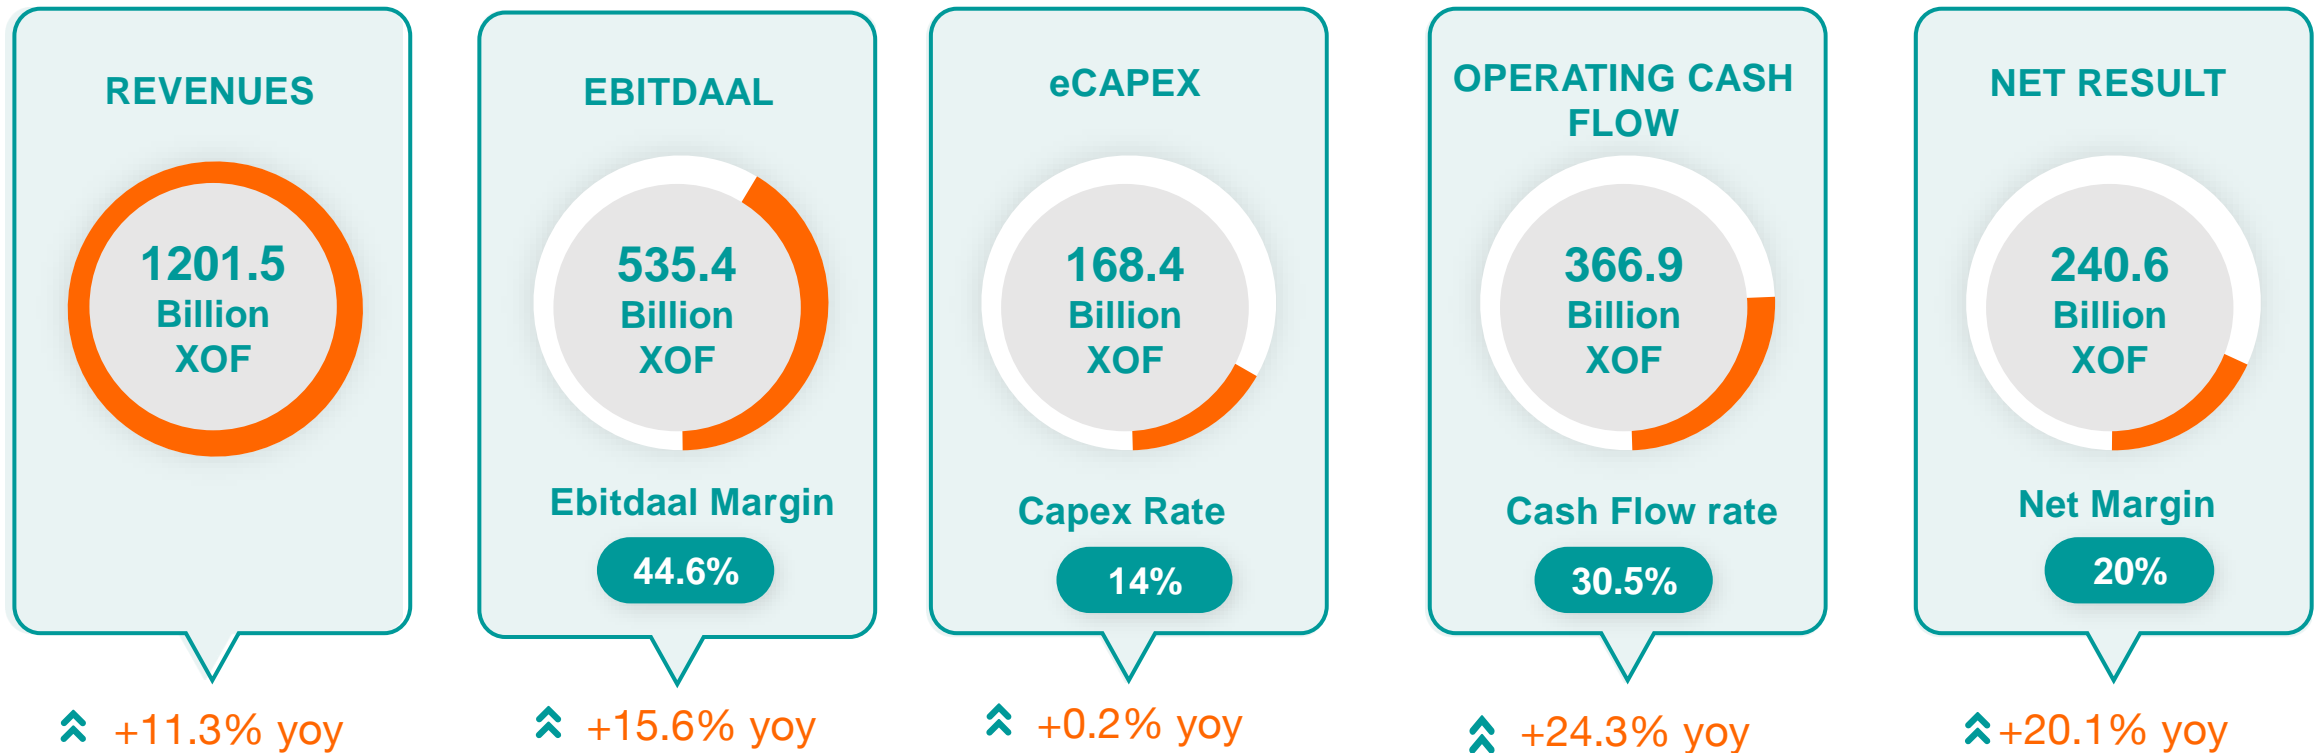 REVENUES
1201.5
Billion
XOF
+11.3% yoy
EBITDAAL
535.4
Billion
XOF
Ebitdaal Margin
44.6%
+15.6% yoy
eCAPEX
168.4
Billion
XOF
Capex Rate
14%
+0.2% yoy
OPERATING CASH
FLOW
366.9
Billion
XOF
Cash Flow rate
30.5%
+24.3% yoy
NET RESULT
240.6
Billion
XOF
Net Margin
20%
+20.1% yoy